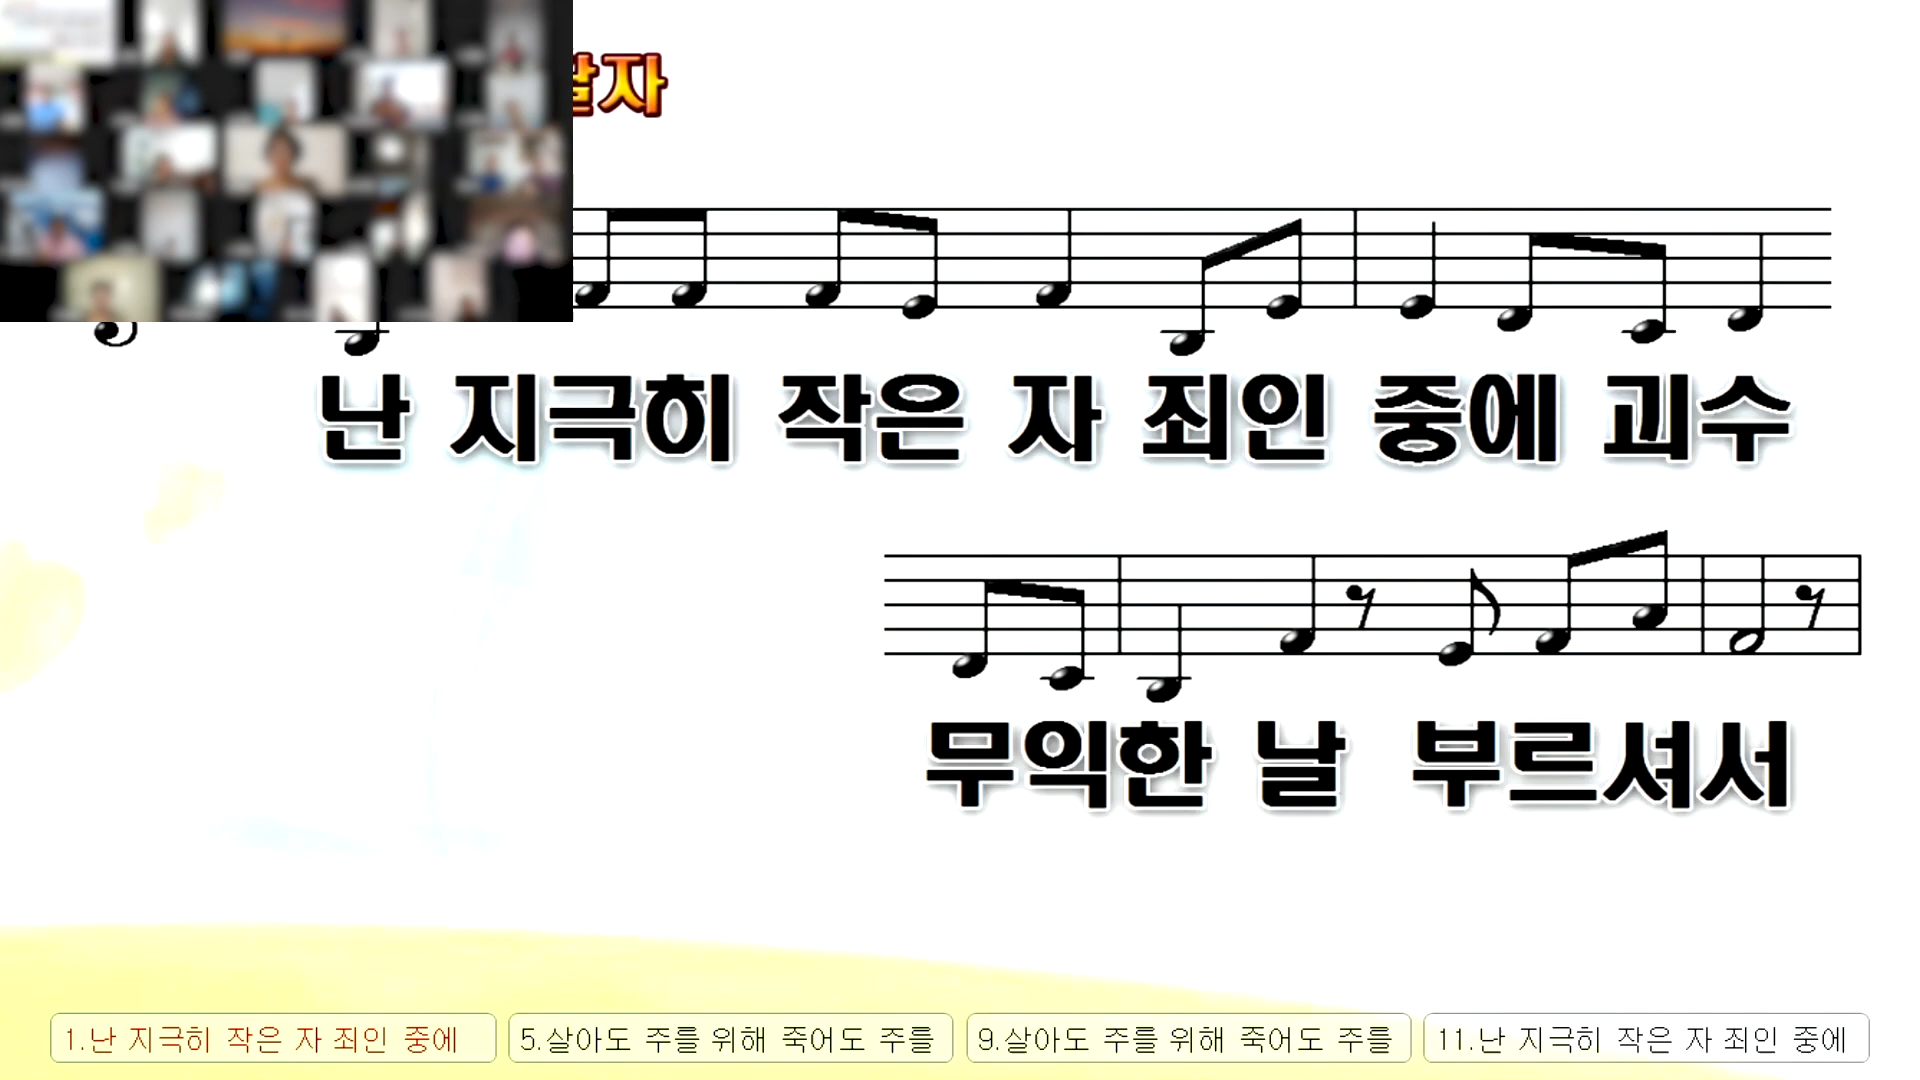 자
난 지극히 작은 자 죄인 중에 괴수
무익한 날 부르셔서
1.난 지극히 작은 자 죄인 중에
5.살아도 주를 위해 죽어도 주를
9.살아도 주를 위해 죽어도 주를
11.난 지극히 작은 자 죄인 중에